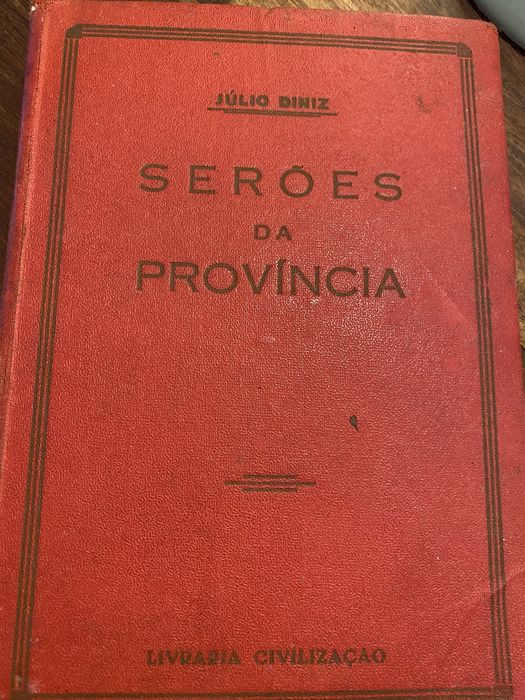 JÚLIO DINIZ
SERÕES
DA
PROVÍNCIA
LIVRARIA CIVILIZAÇÃO